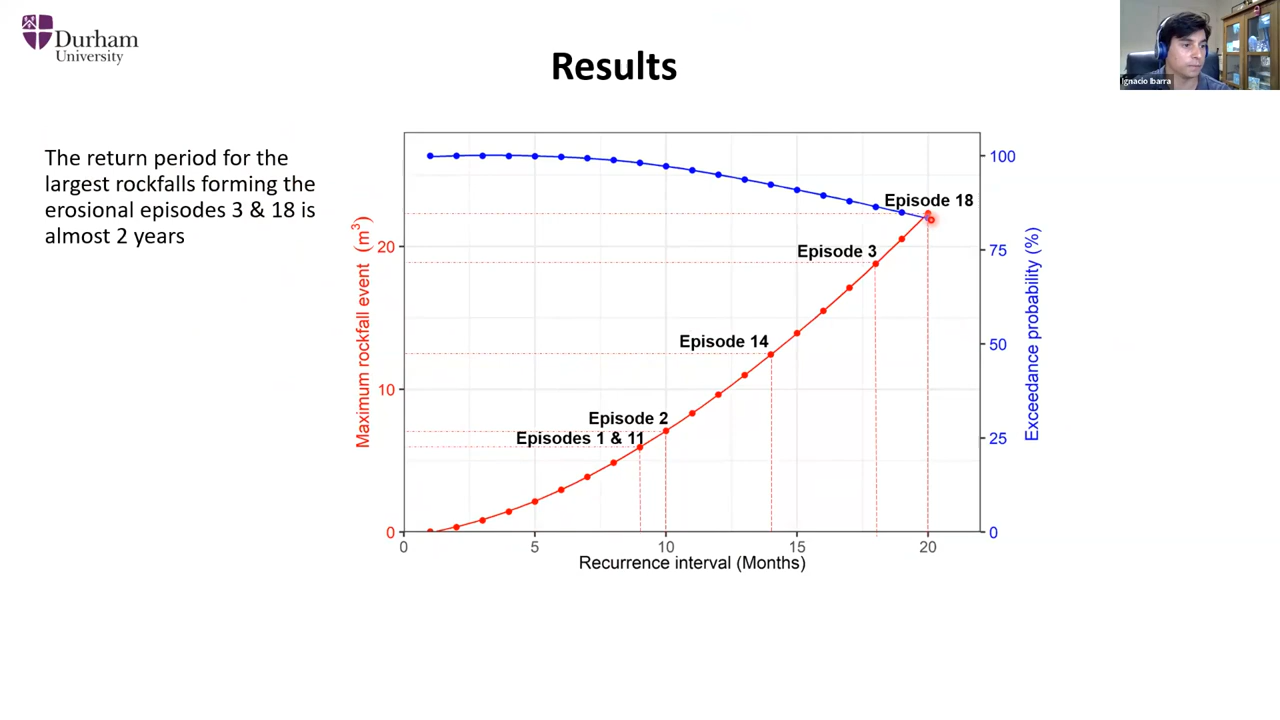 Durham
University
Results
Ignacio Ibarra
The return period for the
largest rockfalls forming the
erosional episodes 3 & 18 is
almost 2 years
Maximum rockfall event (m³)
20
10
0
Episode 18
Episode 3
Episode 14
Episode 2
Episodes 1 & 11
100
75
50
25
0
Exceedance probability (%)
0 5 10 15 20
Recurrence interval (Months)